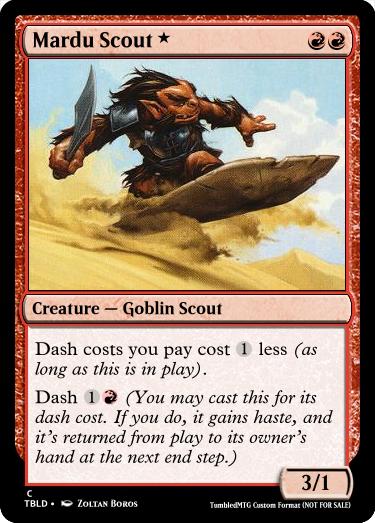 Mardu Scout ★ RR
Creature — Goblin Scout
Dash costs you pay cost 1 less (as
long as this is in play).
Dash 1R (You may cast this for its
dash cost. If you do, it gains haste, and
it's returned from play to its owner's
hand at the next end step.)
3/1
C
TBLD • Zoltan Boros
TumbledMTG Custom Format (NOT FOR SALE)